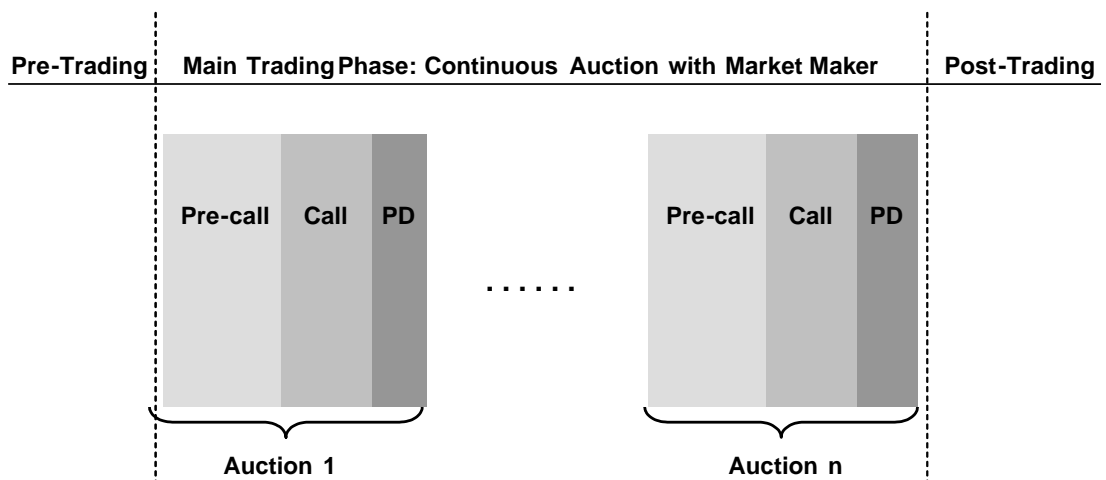 Pre-Trading Main Trading Phase: Continuous Auction with Market Maker Post-Trading
Pre-call Call PD Pre-call Call PD
......
Auction 1 Auction n